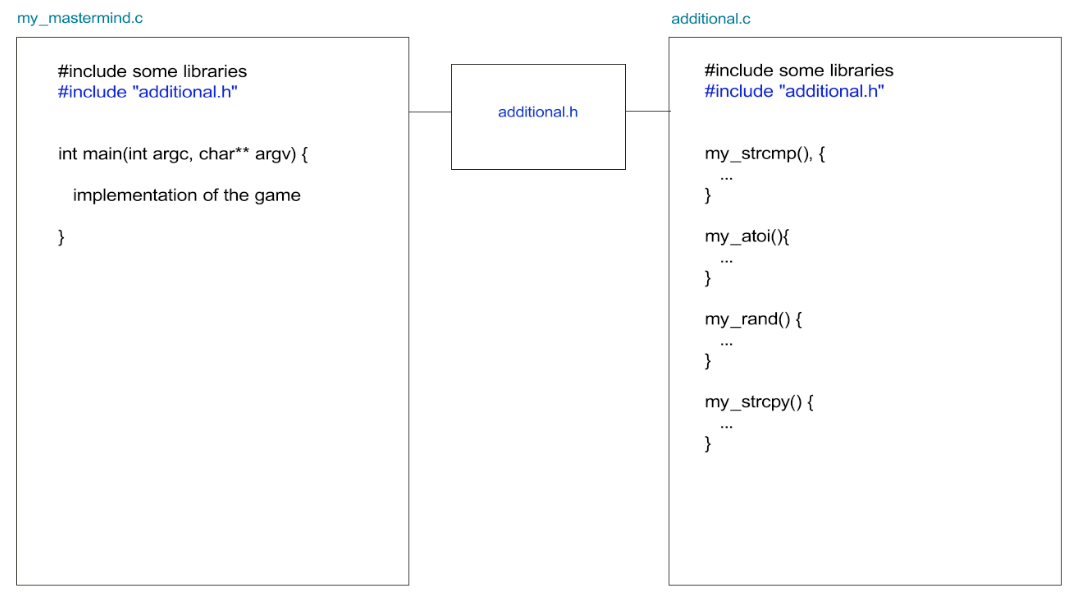 my_mastermind.c
#include some libraries
#include "additional.h"
int main(int argc, char** argv) {
implementation of the game
}
additional.h
additional.c
#include some libraries
#include "additional.h"
my_strcmp(), {
...
}
my_atoi(){
...
}
my_rand() {
...
}
my_strcpy() {
...
}